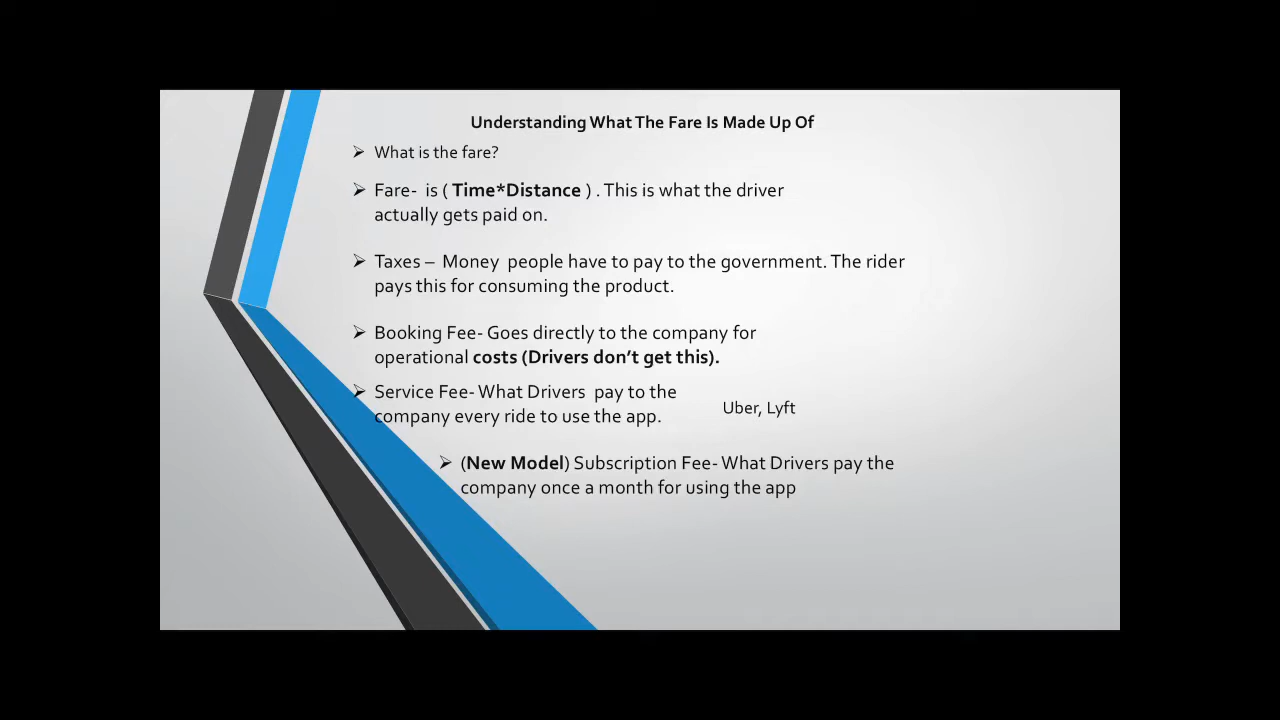 Understanding What The Fare Is Made Up Of
➢ What is the fare?
➢ Fare- is ( Time*Distance ) . This is what the driver
actually gets paid on.
➢ Taxes – Money people have to pay to the government. The rider
pays this for consuming the product.
➢ Booking Fee- Goes directly to the company for
operational costs (Drivers don’t get this).
➢ Service Fee- What Drivers pay to the
company every ride to use the app.
Uber, Lyft
➢ (New Model) Subscription Fee- What Drivers pay the
company once a month for using the app